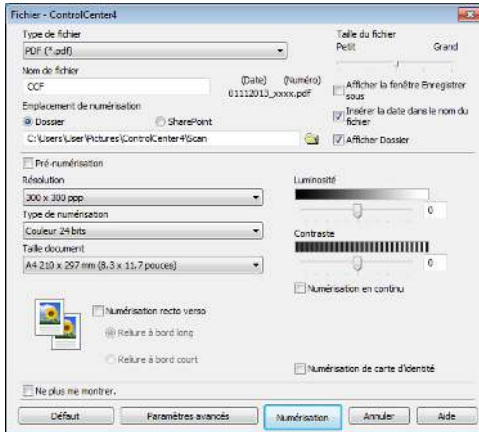 Fichier - ControlCenter4
Type de fichier
PDF (*.pdf)
Taille du fichier
Petit Grand
Nom de fichier
CCF
(Date) (Numéro)
01112013_xxxx.pdf
Afficher la fenêtre Enregistrer sous
Insérer la date dans le nom du fichier
Afficher Dossier
Emplacement de numérisation
Dossier SharePoint
C:\Users\User\Pictures\ControlCenter4\Scan
Pré-numérisation
Résolution
300 x 300 ppp
Type de numérisation
Couleur 24 bits
Taille document
A4 210 x 297 mm (8.3 x 11.7 pouces)
Luminosité
0
Contraste
0
Numérisation en continu
Numérisation recto verso
Reliure à bord long
Reliure à bord court
Numérisation de carte d'identité
Ne plus me montrer.
Défaut Paramètres avancés Numérisation Annuler Aide